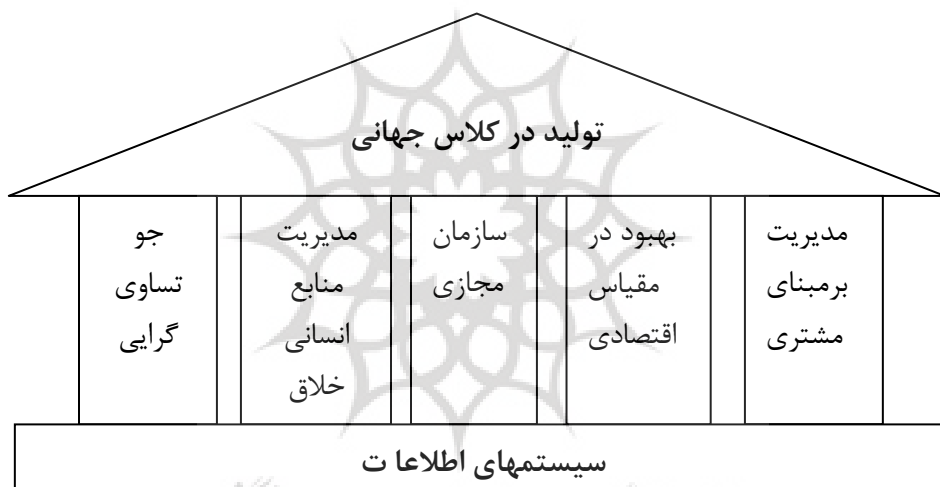 تولید در کلاس جهانی
مدیریت
برمبنای
مشتری
بهبود در
مقیاس
اقتصادی
سازمان
مجازی
مدیریت
منابع
انسانی
خلاق
جو
تساوی
گرایی
سیستمهای اطلاعا ت